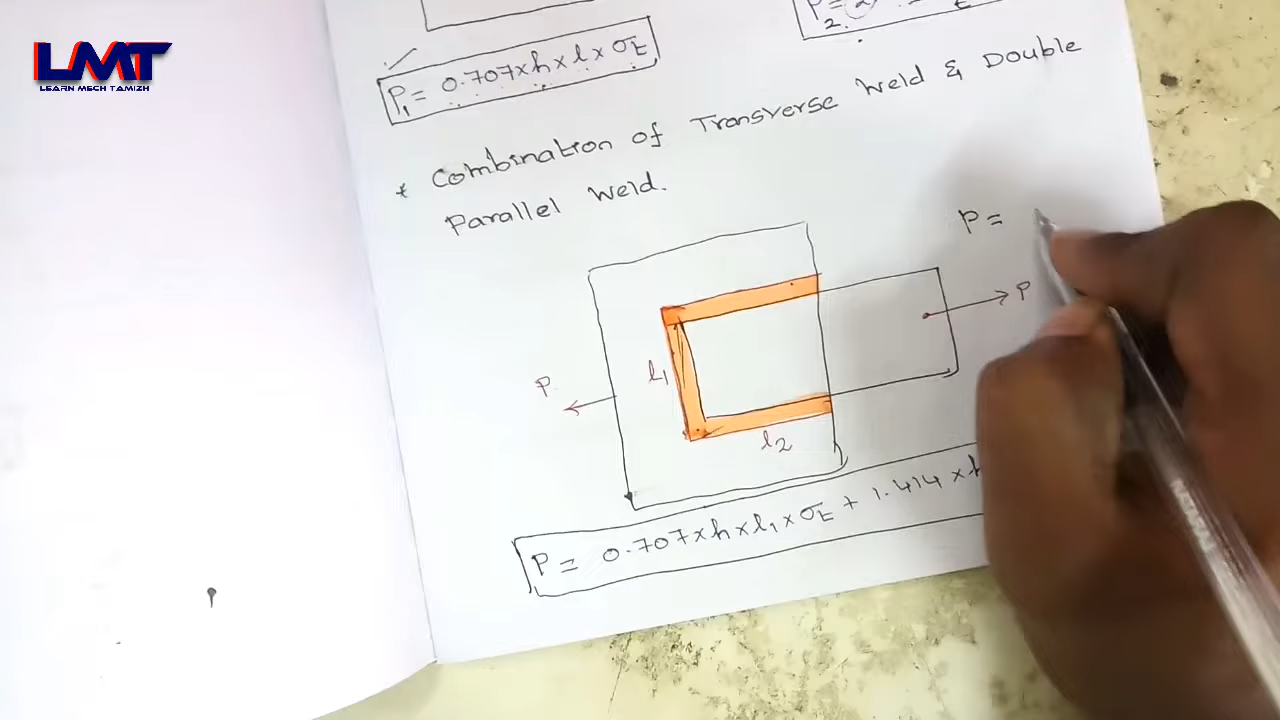 LMT
LEARN MECH TAMIZH
P₁ = 0.707 × h × l × σt
* Combination of Transverse Weld & Double
Parallel Weld.
P =
P
P
l₁
l₂
P = 0.707 × h × l₁ × σt + 1.414 × h